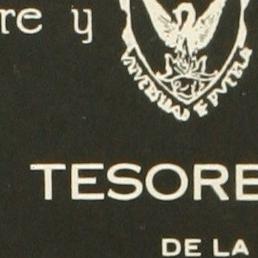 re y
UNIVERSIDAD DE PUEBLA
TESORE
DE LA